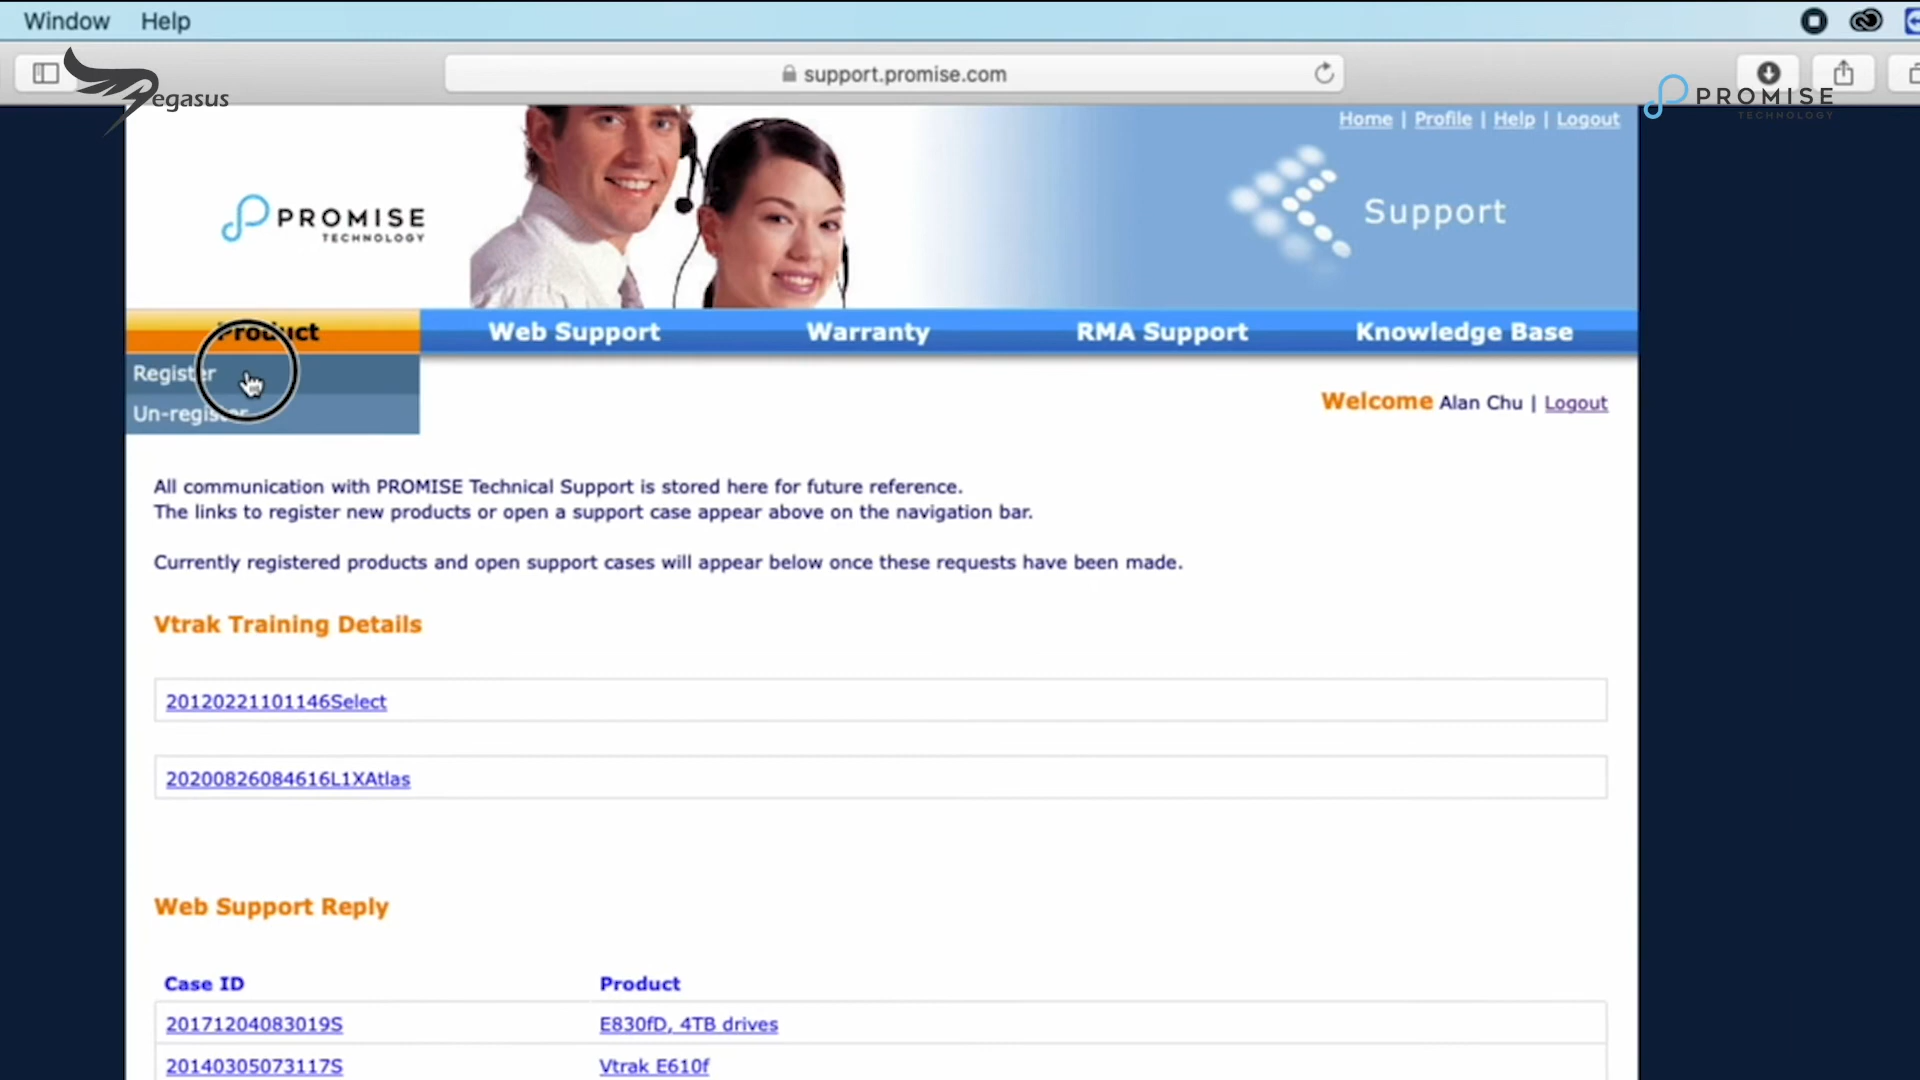 Window Help
support.promise.com
egasus
PROMISE
TECHNOLOGY
Home | Profile | Help | Logout
PROMISE
TECHNOLOGY
Support
Product Web Support Warranty RMA Support Knowledge Base
Register
Un-register
Welcome Alan Chu | Logout
All communication with PROMISE Technical Support is stored here for future reference.
The links to register new products or open a support case appear above on the navigation bar.
Currently registered products and open support cases will appear below once these requests have been made.
Vtrak Training Details
20120221101146Select
20200826084616L1XAtlas
Web Support Reply
Case ID Product
20171204083019S E830fD, 4TB drives
20140305073117S Vtrak E610f